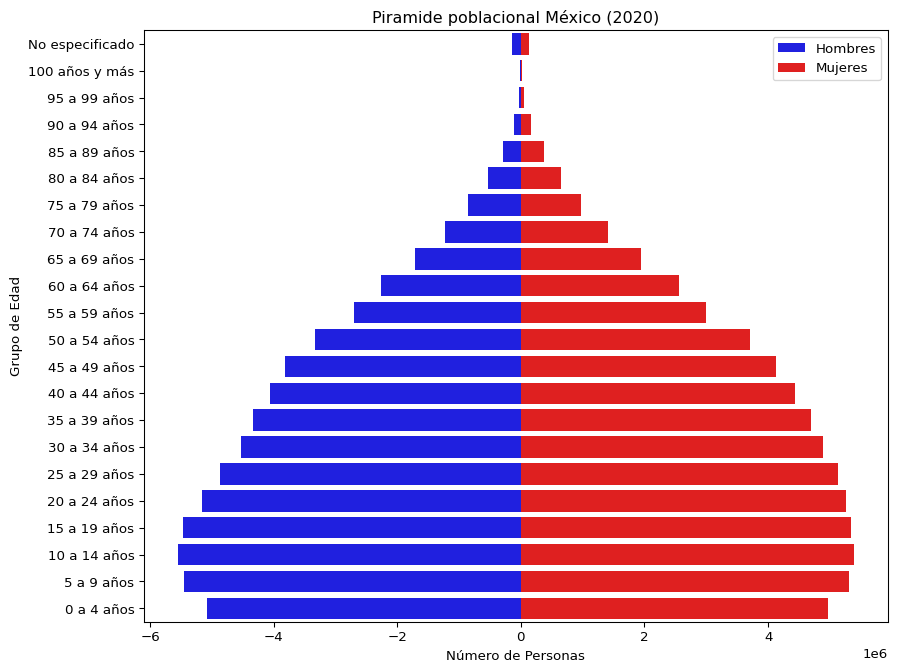 Piramide poblacional México (2020)
Hombres
Mujeres
Grupo de Edad
No especificado
100 años y más
95 a 99 años
90 a 94 años
85 a 89 años
80 a 84 años
75 a 79 años
70 a 74 años
65 a 69 años
60 a 64 años
55 a 59 años
50 a 54 años
45 a 49 años
40 a 44 años
35 a 39 años
30 a 34 años
25 a 29 años
20 a 24 años
15 a 19 años
10 a 14 años
5 a 9 años
0 a 4 años
−6 −4 −2 0 2 4
1e6
Número de Personas